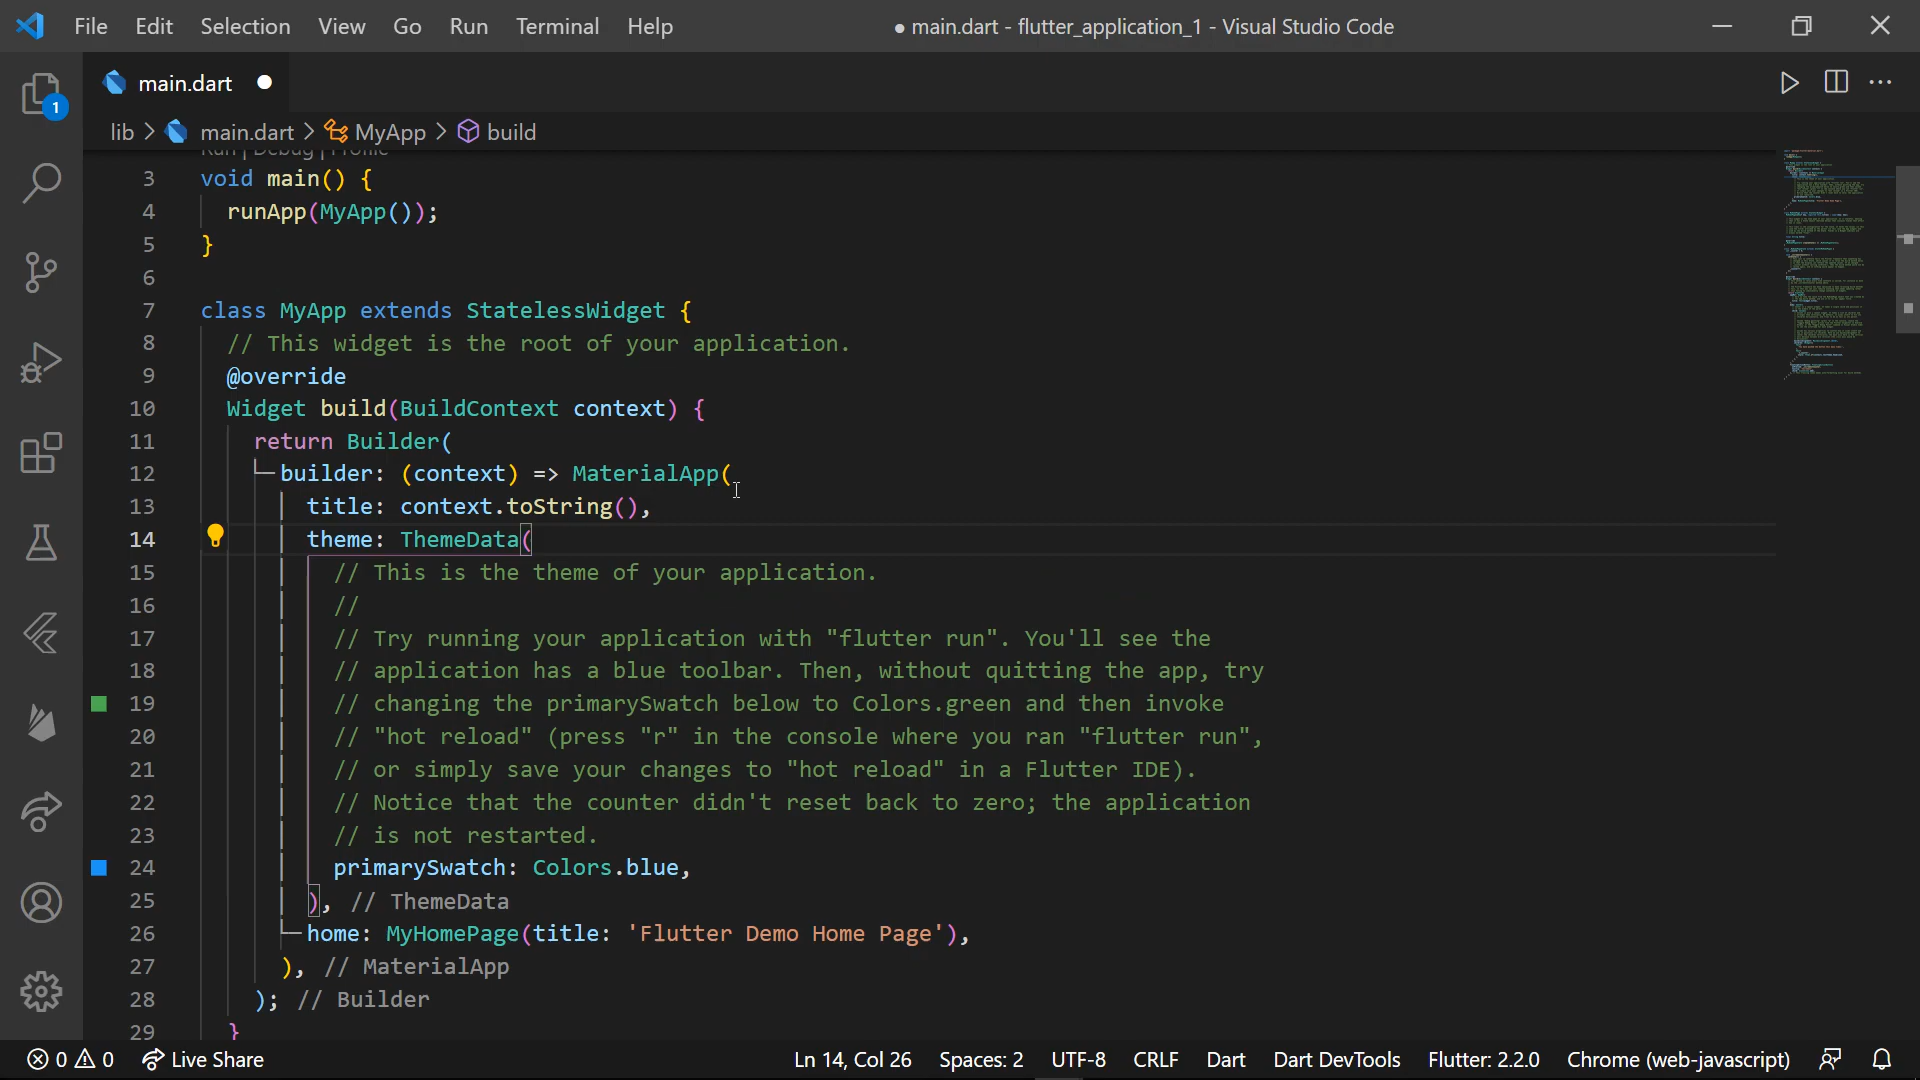 File Edit Selection View Go Run Terminal Help
● main.dart - flutter_application_1 - Visual Studio Code
main.dart
1
lib > main.dart > MyApp > build
Run | Debug | Profile
3 void main() {
4 runApp(MyApp());
5 }
6
7 class MyApp extends StatelessWidget {
8 // This widget is the root of your application.
9 @override
10 Widget build(BuildContext context) {
11 return Builder(
12 builder: (context) => MaterialApp(
13 title: context.toString(),
14 theme: ThemeData(
15 // This is the theme of your application.
16 //
17 // Try running your application with "flutter run". You'll see the
18 // application has a blue toolbar. Then, without quitting the app, try
19 // changing the primarySwatch below to Colors.green and then invoke
20 // "hot reload" (press "r" in the console where you ran "flutter run",
21 // or simply save your changes to "hot reload" in a Flutter IDE).
22 // Notice that the counter didn't reset back to zero; the application
23 // is not restarted.
24 primarySwatch: Colors.blue,
25 ), // ThemeData
26 home: MyHomePage(title: 'Flutter Demo Home Page'),
27 ), // MaterialApp
28 ); // Builder
29 }
0 0 Live Share Ln 14, Col 26 Spaces: 2 UTF-8 CRLF Dart Dart DevTools Flutter: 2.2.0 Chrome (web-javascript)